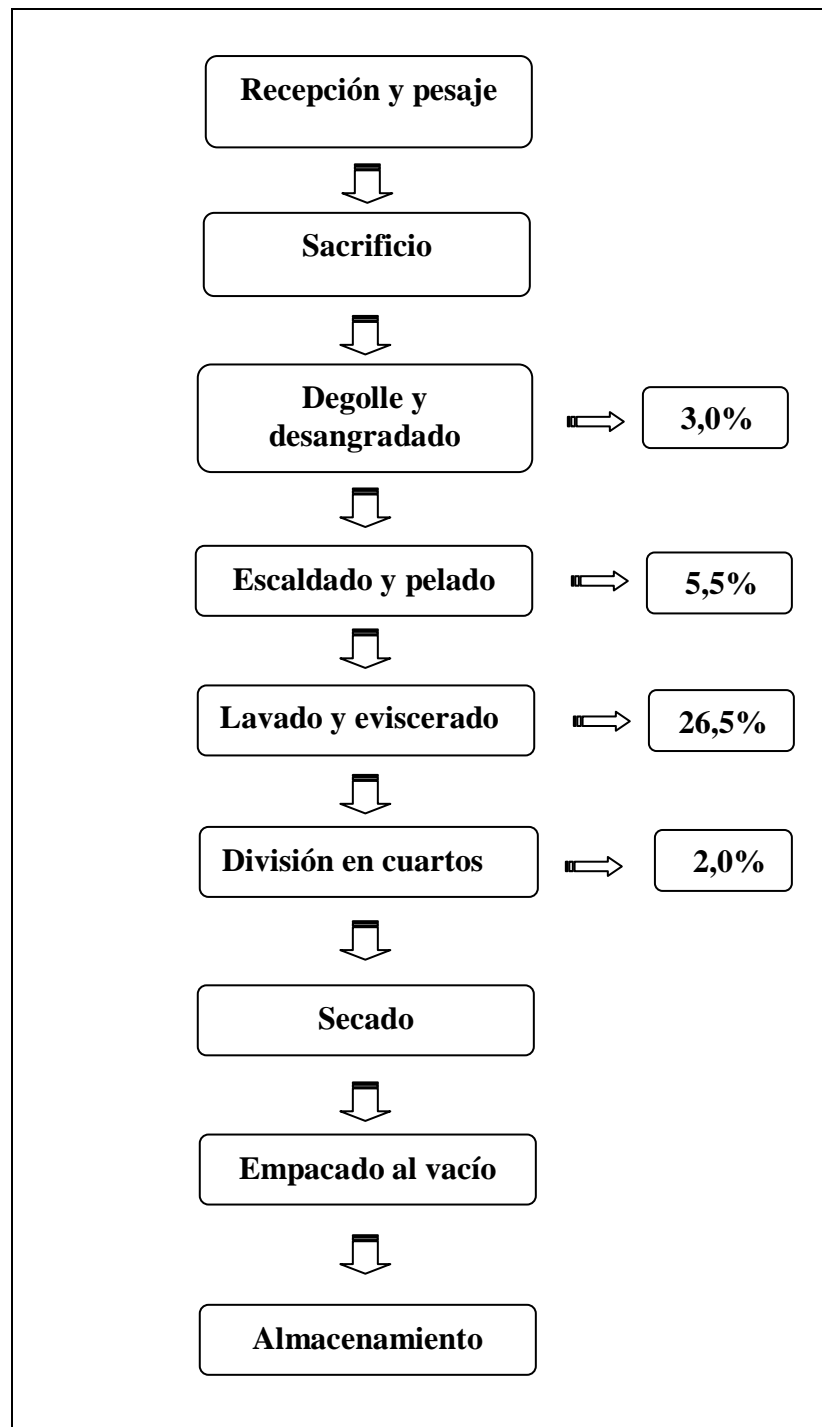 Recepción y pesaje
Sacrificio
Degolle y
desangradado
3,0%
Escaldado y pelado
5,5%
Lavado y eviscerado
26,5%
División en cuartos
2,0%
Secado
Empacado al vacío
Almacenamiento